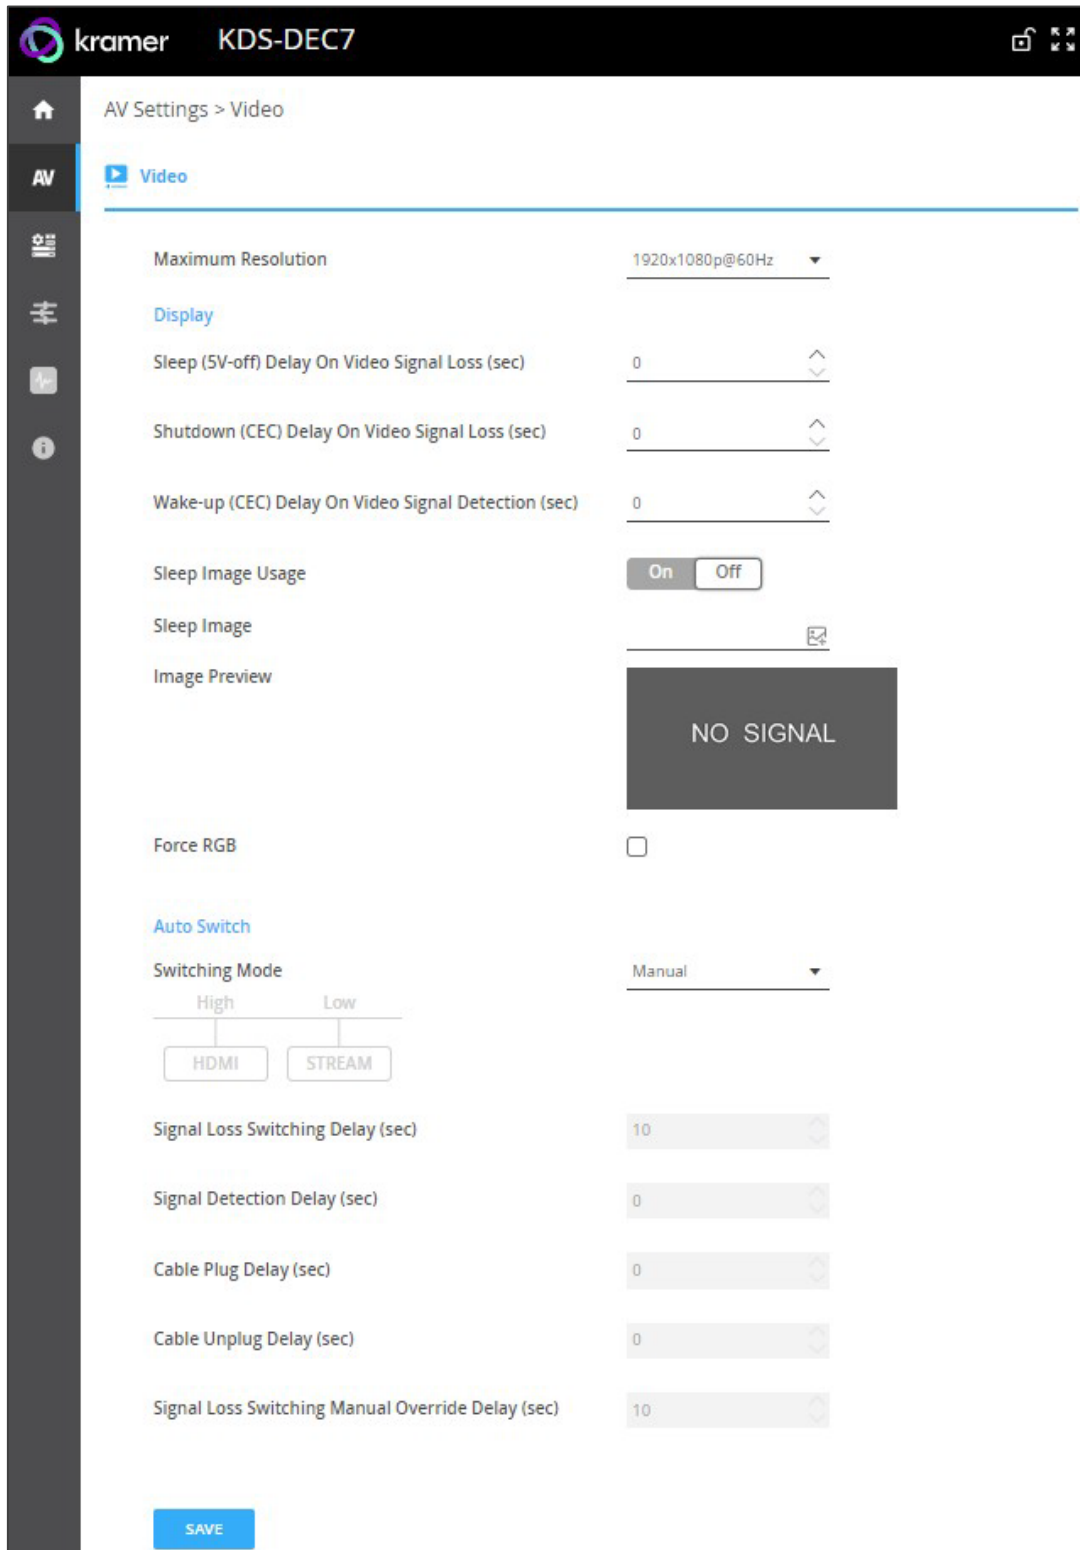 kramer KDS-DEC7
AV Settings > Video
AV
Video
Maximum Resolution 1920x1080p@60Hz
Display
Sleep (5V-off) Delay On Video Signal Loss (sec) 0
Shutdown (CEC) Delay On Video Signal Loss (sec) 0
Wake-up (CEC) Delay On Video Signal Detection (sec) 0
Sleep Image Usage On Off
Sleep Image
Image Preview
NO SIGNAL
Force RGB
Auto Switch
Switching Mode Manual
High Low
HDMI STREAM
Signal Loss Switching Delay (sec) 10
Signal Detection Delay (sec) 0
Cable Plug Delay (sec) 0
Cable Unplug Delay (sec) 0
Signal Loss Switching Manual Override Delay (sec) 10
SAVE